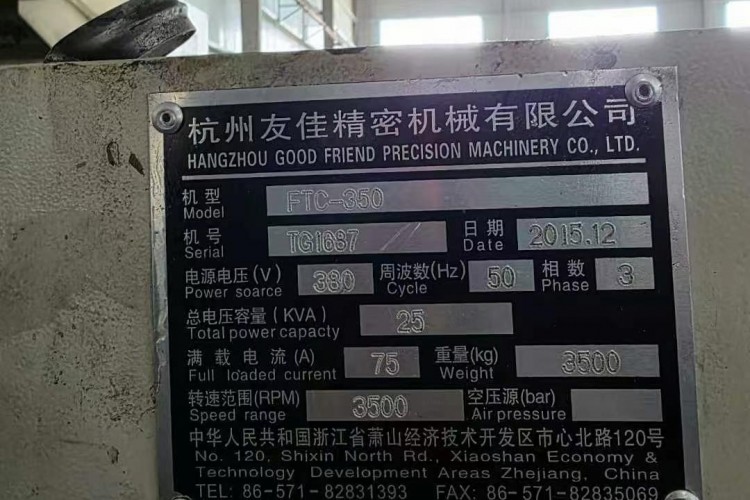 杭州友佳精密机械有限公司
HANGZHOU GOOD FRIEND PRECISION MACHINERY CO., LTD.
机型 FTC-350
Model
机号 TG1687 日期 2015.12
Serial Date
电源电压(V) 380 周波数(Hz) 50 相数 3
Power soarce Cycle Phase
总电压容量(KVA) 25
Total power capacty
满载电流(A) 75 重量(kg) 3500
Full loaded current Weight
转速范围(RPM) 3500 空压源(bar)
Speed range Air pressure
中华人民共和国浙江省萧山经济技术开发区市心北路120号
No. 120, Shixin North Rd., Xiaoshan Economy &
Technology Development Areas Zhejiang, China
TEL: 86-571-82831393 FAX: 86-571-82835068